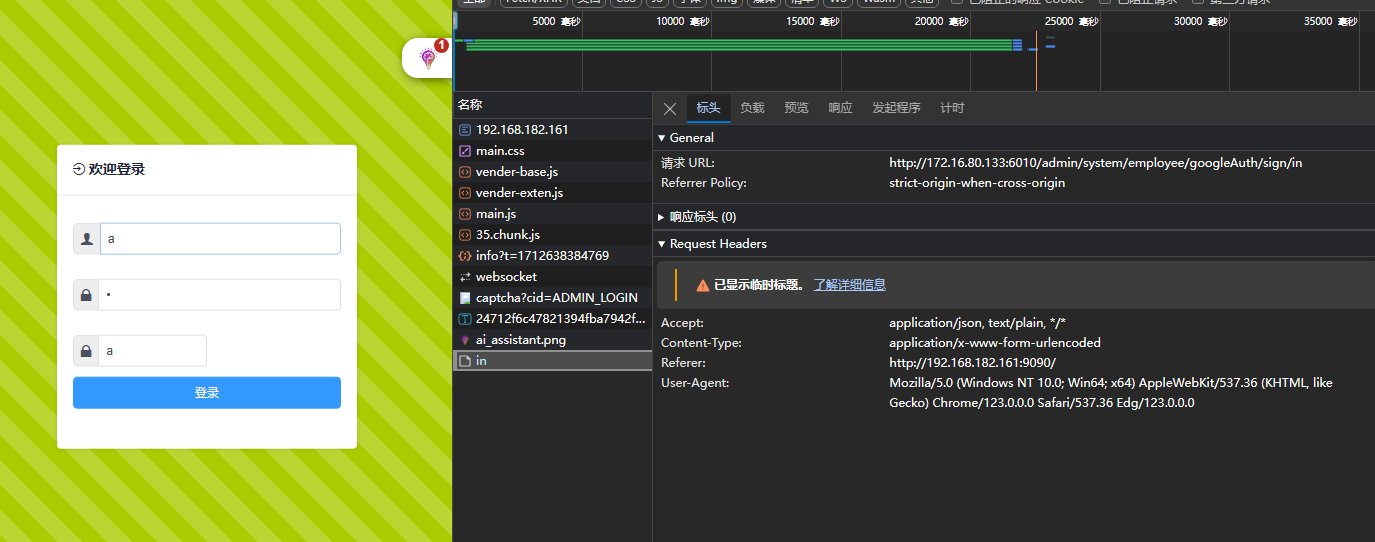 5000 毫秒
10000 毫秒
15000 毫秒
20000 毫秒
25000 毫秒
30000 毫秒
35000 毫秒
1
欢迎登录
a
•
a
登录
名称
192.168.182.161
main.css
vender-base.js
vender-exten.js
main.js
35.chunk.js
info?t=1712638384769
websocket
captcha?cid=ADMIN_LOGIN
24712f6c47821394fba7942f...
ai_assistant.png
in
标头 负载 预览 响应 发起程序 计时
General
请求 URL: http://172.16.80.133:6010/admin/system/employee/googleAuth/sign/in
Referrer Policy: strict-origin-when-cross-origin
响应标头 (0)
Request Headers
已显示临时标题。 了解详细信息
Accept: application/json, text/plain, */*
Content-Type: application/x-www-form-urlencoded
Referer: http://192.168.182.161:9090/
User-Agent: Mozilla/5.0 (Windows NT 10.0; Win64; x64) AppleWebKit/537.36 (KHTML, like
Gecko) Chrome/123.0.0.0 Safari/537.36 Edg/123.0.0.0